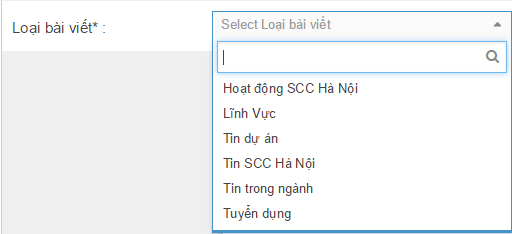 Loại bài viết* :
Select Loại bài viết
Hoạt động SCC Hà Nội
Lĩnh Vực
Tin dự án
Tin SCC Hà Nội
Tin trong ngành
Tuyển dụng